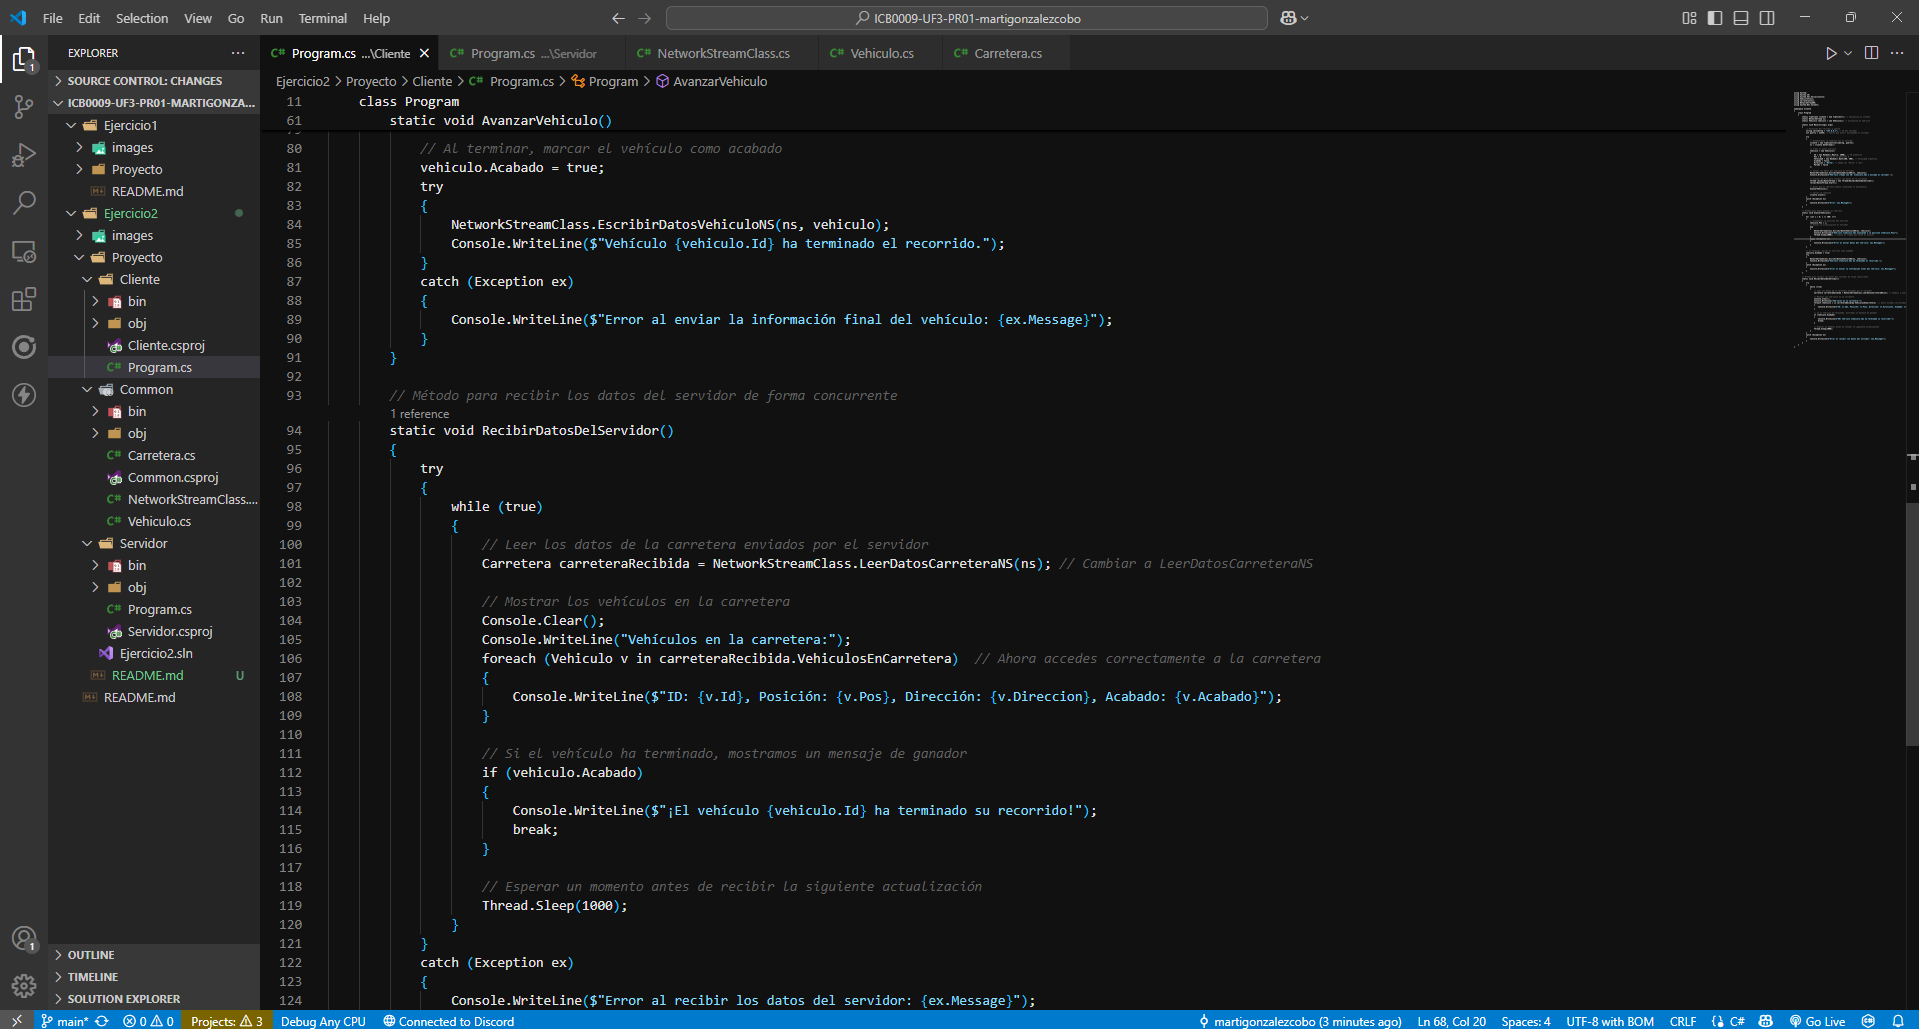 File Edit Selection View Go Run Terminal Help
ICB0009-UF3-PR01-martigonzalezcobo
EXPLORER
SOURCE CONTROL: CHANGES
ICB0009-UF3-PR01-MARTIGONZA...
Ejercicio1
images
Proyecto
README.md
Ejercicio2
images
Proyecto
Cliente
bin
obj
Cliente.csproj
Program.cs
Common
bin
obj
Carretera.cs
Common.csproj
NetworkStreamClass....
Vehiculo.cs
Servidor
bin
obj
Program.cs
Servidor.csproj
Ejercicio2.sln
README.md U
README.md
OUTLINE
TIMELINE
SOLUTION EXPLORER
Program.cs ...\Cliente
Program.cs ...\Servidor
NetworkStreamClass.cs
Vehiculo.cs
Carretera.cs
Ejercicio2 > Proyecto > Cliente > Program.cs > Program > AvanzarVehiculo
11 class Program
61 static void AvanzarVehiculo()
80 // Al terminar, marcar el vehículo como acabado
81 vehiculo.Acabado = true;
82 try
83 {
84 NetworkStreamClass.EscribirDatosVehiculoNS(ns, vehiculo);
85 Console.WriteLine($"Vehículo {vehiculo.Id} ha terminado el recorrido.");
86 }
87 catch (Exception ex)
88 {
89 Console.WriteLine($"Error al enviar la información final del vehículo: {ex.Message}");
90 }
91 }
92
93 // Método para recibir los datos del servidor de forma concurrente
1 reference
94 static void RecibirDatosDelServidor()
95 {
96 try
97 {
98 while (true)
99 {
100 // Leer los datos de la carretera enviados por el servidor
101 Carretera carreteraRecibida = NetworkStreamClass.LeerDatosCarreteraNS(ns); // Cambiar a LeerDatosCarreteraNS
102
103 // Mostrar los vehículos en la carretera
104 Console.Clear();
105 Console.WriteLine("Vehículos en la carretera:");
106 foreach (Vehiculo v in carreteraRecibida.VehiculosEnCarretera) // Ahora accedes correctamente a la carretera
107 {
108 Console.WriteLine($"ID: {v.Id}, Posición: {v.Pos}, Dirección: {v.Direccion}, Acabado: {v.Acabado}");
109 }
110
111 // Si el vehículo ha terminado, mostramos un mensaje de ganador
112 if (vehiculo.Acabado)
113 {
114 Console.WriteLine($"¡El vehículo {vehiculo.Id} ha terminado su recorrido!");
115 break;
116 }
117
118 // Esperar un momento antes de recibir la siguiente actualización
119 Thread.Sleep(1000);
120 }
121 }
122 catch (Exception ex)
123 {
124 Console.WriteLine($"Error al recibir los datos del servidor: {ex.Message}");
main* 0 0 Projects: 3 Debug Any CPU Connected to Discord martigonzalezcobo (3 minutes ago) Ln 68, Col 20 Spaces: 4 UTF-8 with BOM CRLF {} C# Go Live